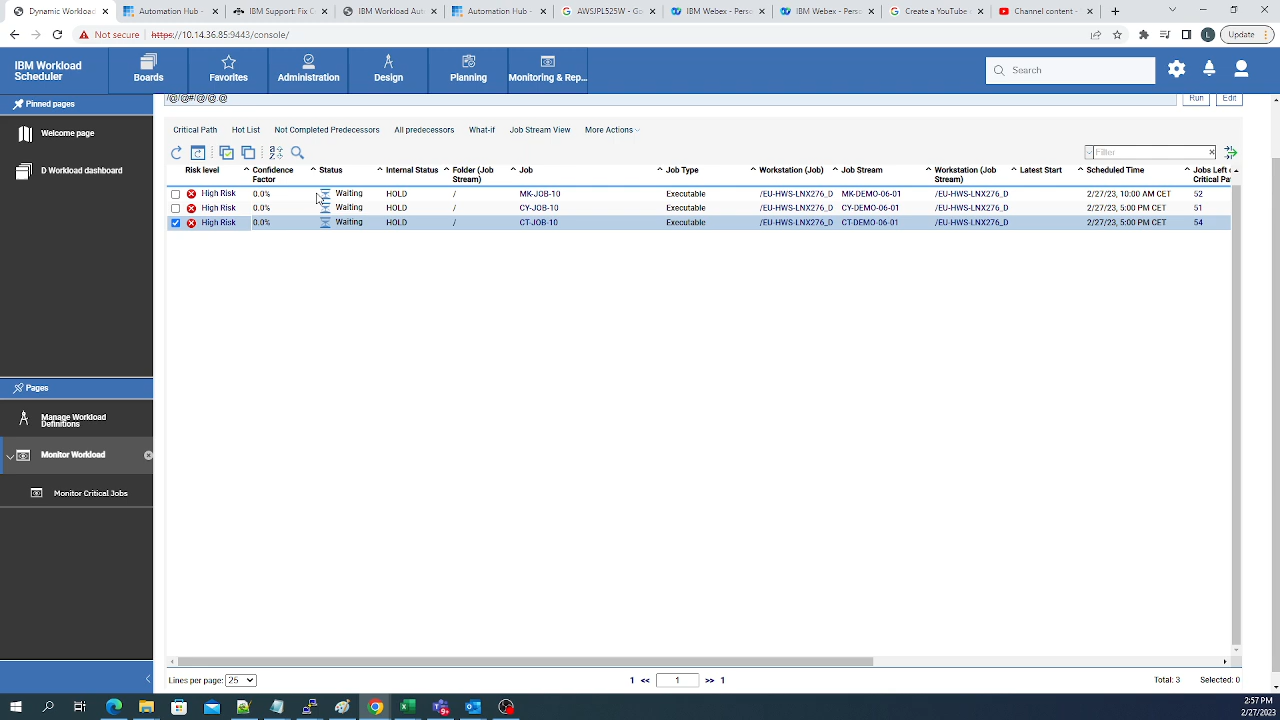 Dynamic Workload
Automation Hub -
IBM Support: Fix C
IBM Workload Aut
Automation Hub -
AWSJPL525W - Go
IBM Webex - Perso
IBM Webex - Perso
Create a YouTube
Channel content -
Not secure https://10.14.36.85:9443/console/
Update
IBM Workload
Scheduler
Boards
Favorites
Administration
Design
Planning
Monitoring & Rep...
Search
Pinned pages
Welcome page
D Workload dashboard
Pages
Manage Workload
Definitions
Monitor Workload
Monitor Critical Jobs
/@/@#/@/@.@
Run
Edit
Critical Path
Hot List
Not Completed Predecessors
All predecessors
What-if
Job Stream View
More Actions
Filter
Risk level
Confidence
Factor
Status
Internal Status
Folder (Job
Stream)
Job
Job Type
Workstation (Job)
Job Stream
Workstation (Job
Stream)
Latest Start
Scheduled Time
Jobs Left
Critical Pa
High Risk 0.0% Waiting HOLD / MK-JOB-10 Executable /EU-HWS-LNX276_D MK-DEMO-06-01 /EU-HWS-LNX276_D 2/27/23, 10:00 AM CET 52
High Risk 0.0% Waiting HOLD / CY-JOB-10 Executable /EU-HWS-LNX276_D CY-DEMO-06-01 /EU-HWS-LNX276_D 2/27/23, 5:00 PM CET 51
High Risk 0.0% Waiting HOLD / CT-JOB-10 Executable /EU-HWS-LNX276_D CT-DEMO-06-01 /EU-HWS-LNX276_D 2/27/23, 5:00 PM CET 54
Lines per page: 25
1 << 1 >> 1
Total: 3 Selected: 0
2:57 PM
2/27/2023